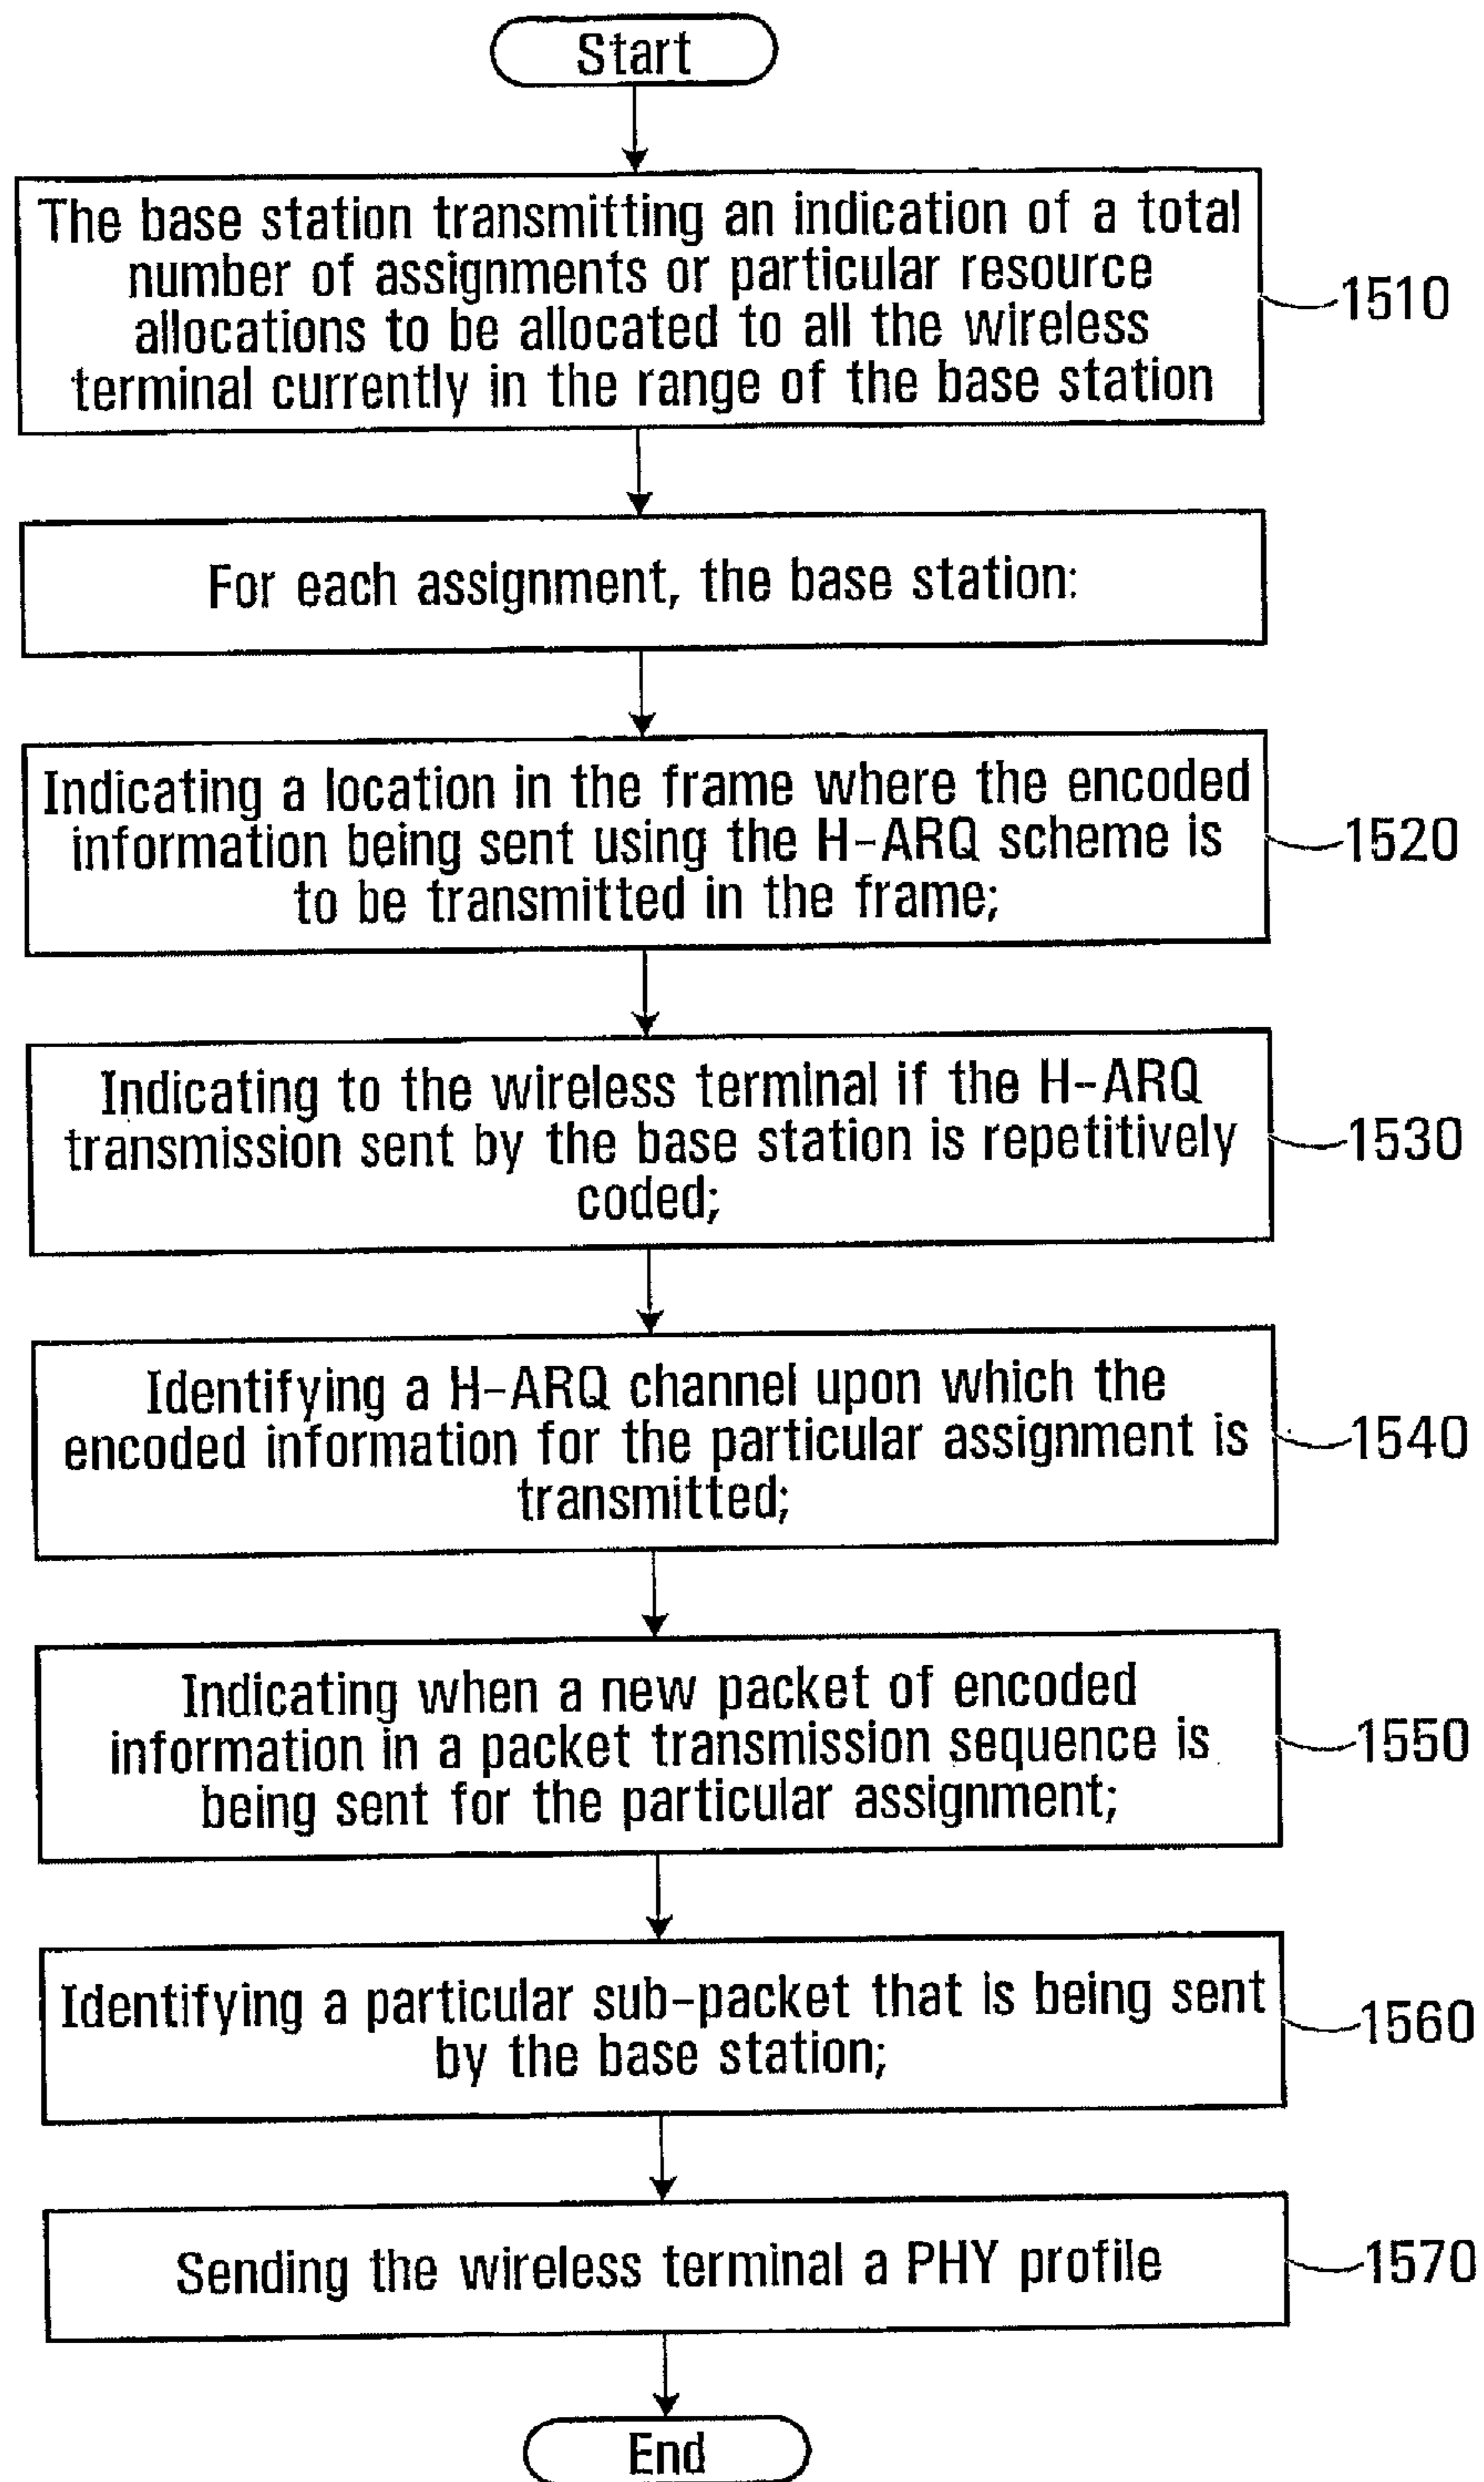 Start
The base station transmitting an indication of a total
number of assignments or particular resource
allocations to be allocated to all the wireless
terminal currently in the range of the base station
1510
For each assignment, the base station:
Indicating a location in the frame where the encoded
information being sent using the H-ARQ scheme is
to be transmitted in the frame;
1520
Indicating to the wireless terminal if the H-ARQ
transmission sent by the base station is repetitively
coded;
1530
Identifying a H-ARQ channel upon which the
encoded information for the particular assignment is
transmitted;
1540
Indicating when a new packet of encoded
information in a packet transmission sequence is
being sent for the particular assignment;
1550
Identifying a particular sub-packet that is being sent
by the base station;
1560
Sending the wireless terminal a PHY profile
1570
End